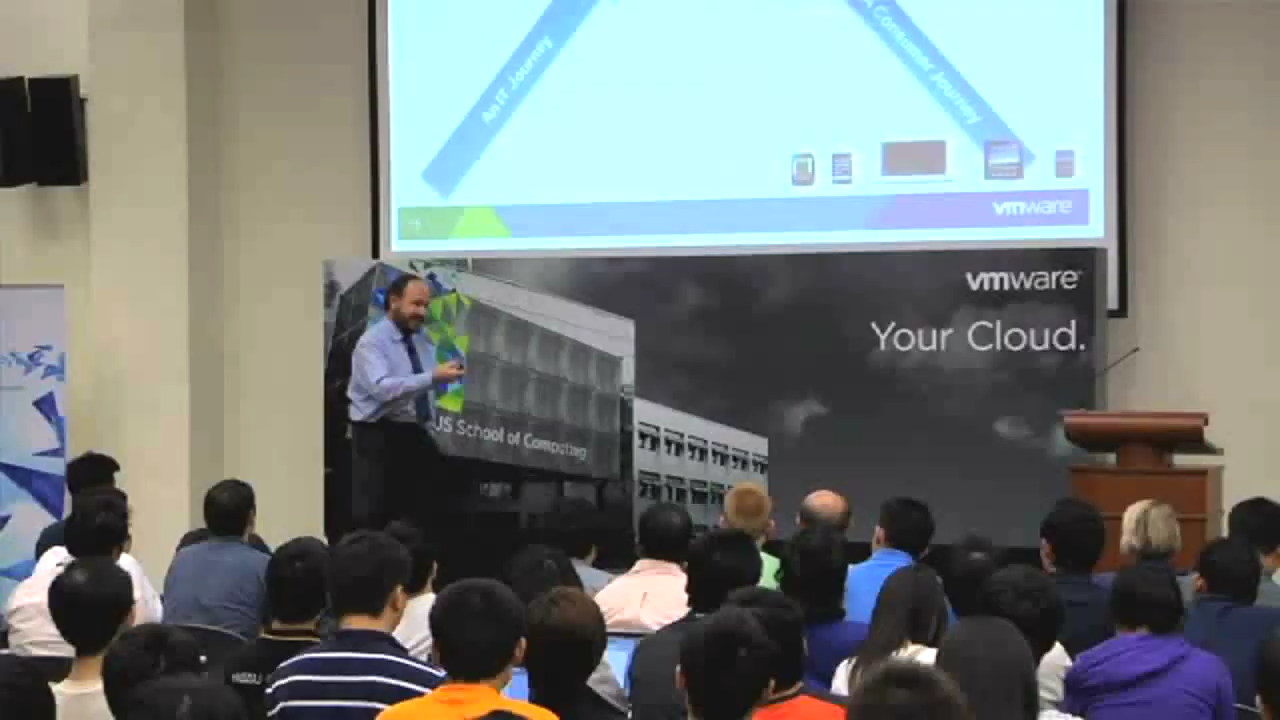 An IT Journey
A Consumer Journey
vmware
vmware
Your Cloud.
US School of Computing